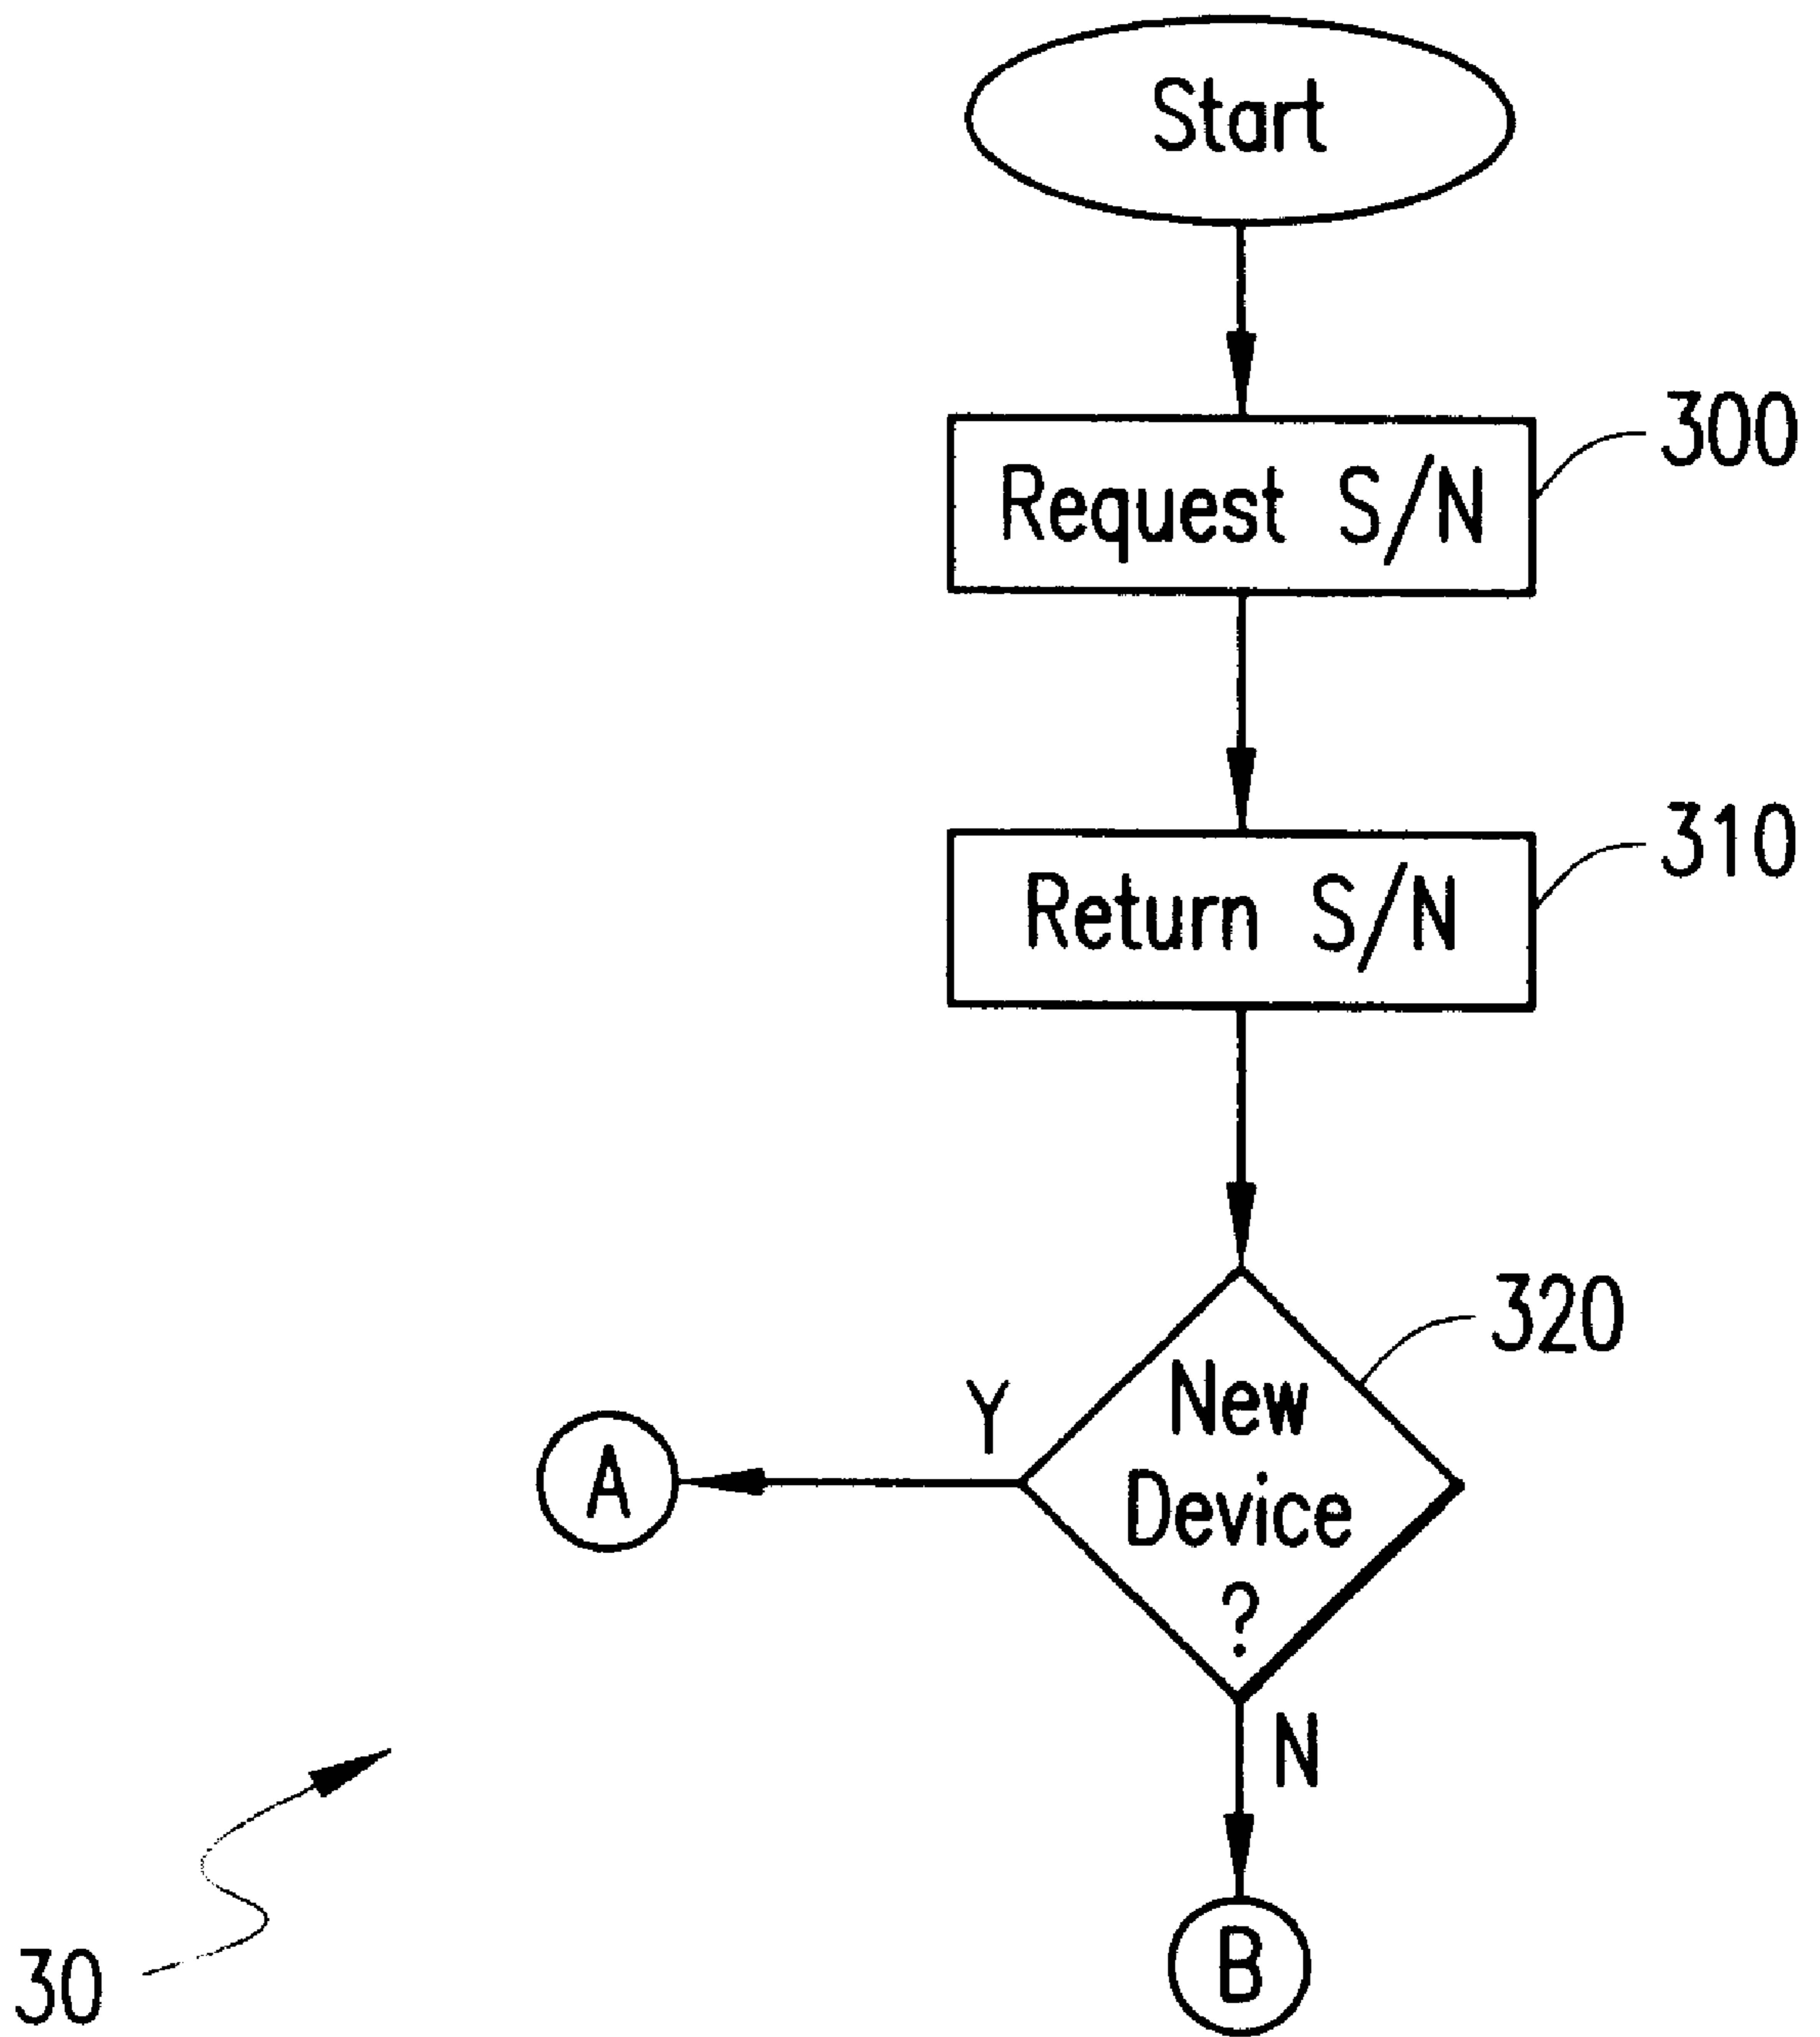 Start
Request S/N
300
Return S/N
310
New
Device
?
320
Y
A
N
B
30